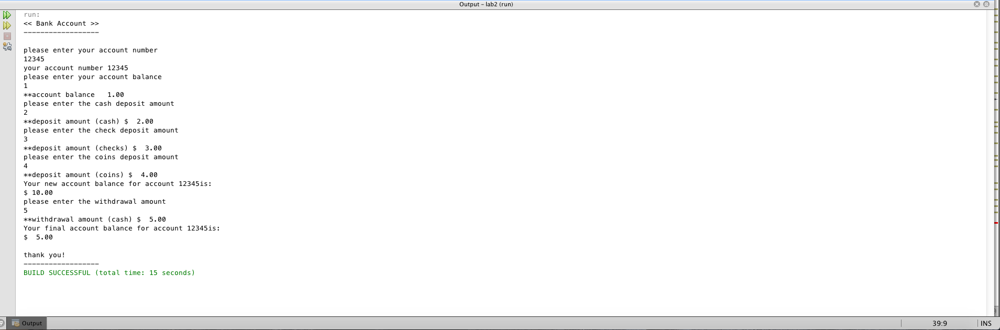 Output – lab2 (run)
run:
<< Bank Account >>
------------------
please enter your account number
12345
your account number 12345
please enter your account balance
1
**account balance   1.00
please enter the cash deposit amount
2
**deposit amount (cash) $  2.00
please enter the check deposit amount
3
**deposit amount (checks) $  3.00
please enter the coins deposit amount
4
**deposit amount (coins) $  4.00
Your new account balance for account 12345is:
$ 10.00
please enter the withdrawal amount
5
**withdrawal amount (cash) $  5.00
Your final account balance for account 12345is:
$  5.00
thank you!
------------------
BUILD SUCCESSFUL (total time: 15 seconds)
Output
39:9
INS